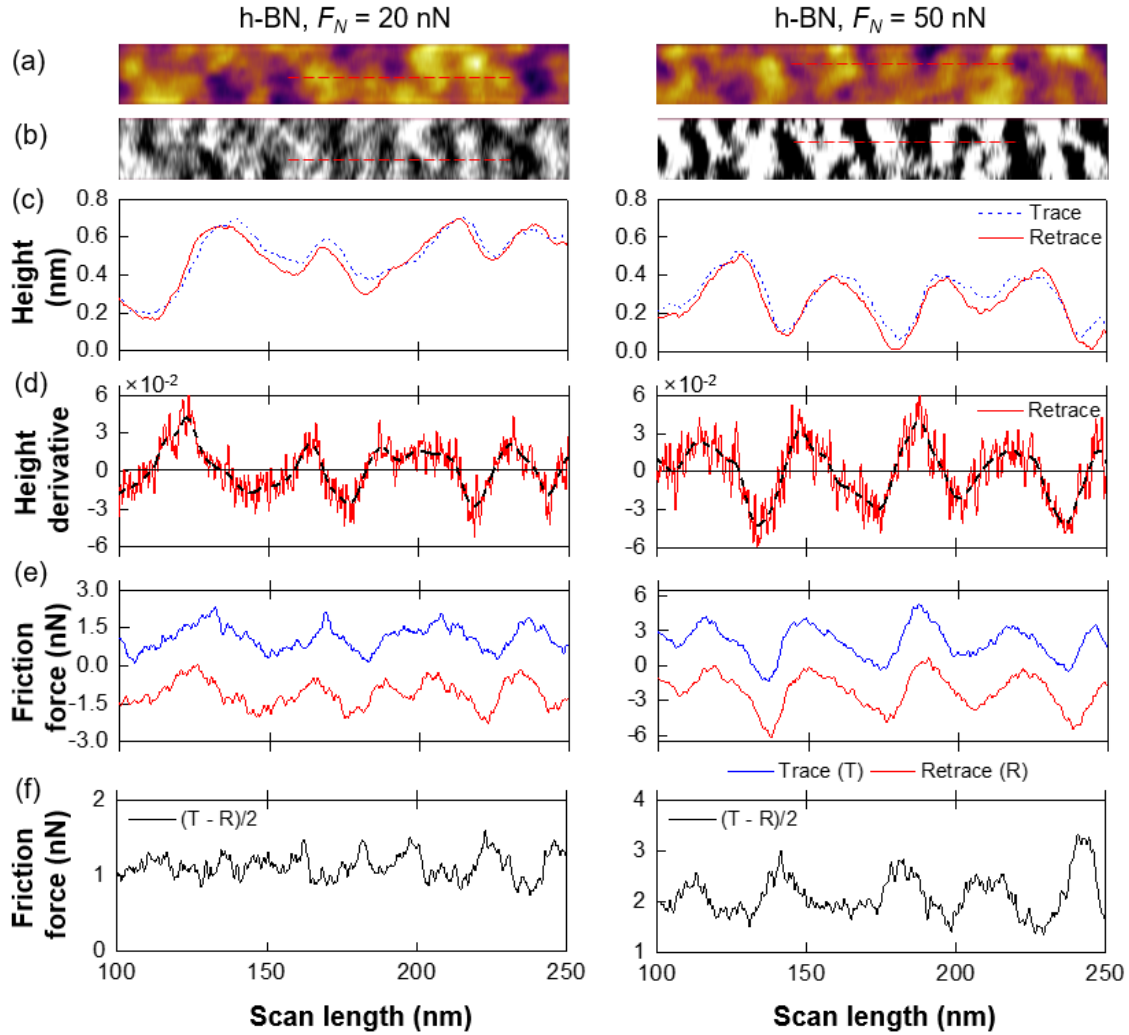 h-BN, F_N = 20 nN
h-BN, F_N = 50 nN
(a)
(b)
(c)
Height
(nm)
0.8
0.6
0.4
0.2
0.0
0.8
0.6
0.4
0.2
0.0
Trace
Retrace
(d)
Height
derivative
×10⁻²
6
3
0
-3
-6
×10⁻²
6
3
0
-3
-6
Retrace
(e)
Friction
force (nN)
3.0
1.5
0.0
-1.5
-3.0
6
3
0
-3
-6
Trace (T)
Retrace (R)
(f)
Friction
force (nN)
2
1
0
(T - R)/2
4
3
2
1
(T - R)/2
100 150 200 250
100 150 200 250
Scan length (nm)
Scan length (nm)